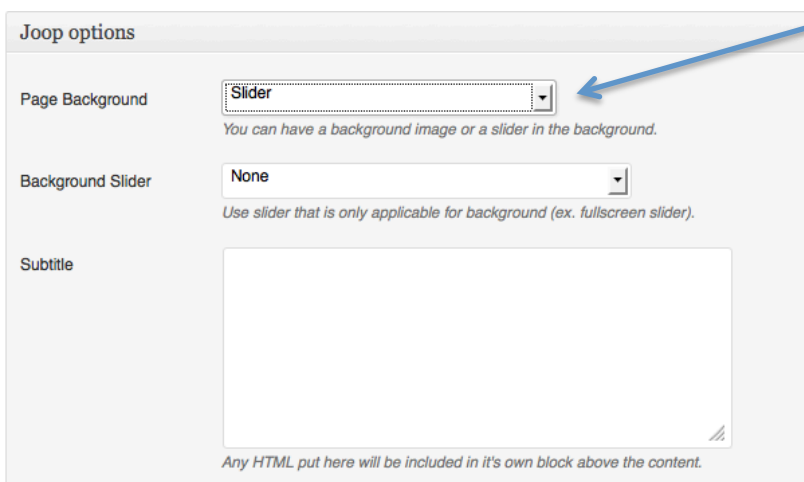 Joop options
Page Background
Slider
You can have a background image or a slider in the background.
Background Slider
None
Use slider that is only applicable for background (ex. fullscreen slider).
Subtitle
Any HTML put here will be included in it's own block above the content.